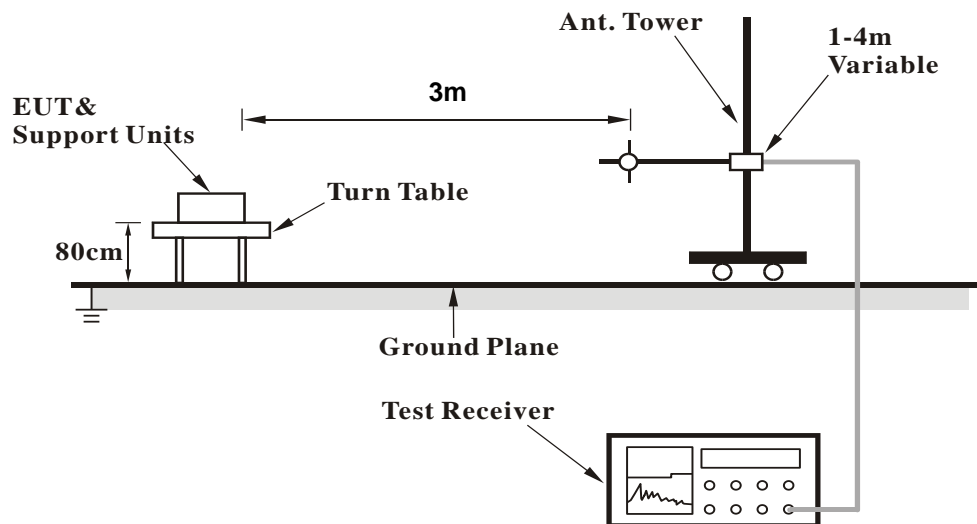 Ant. Tower
1-4m
Variable
3m
EUT&
Support Units
Turn Table
80cm
Ground Plane
Test Receiver